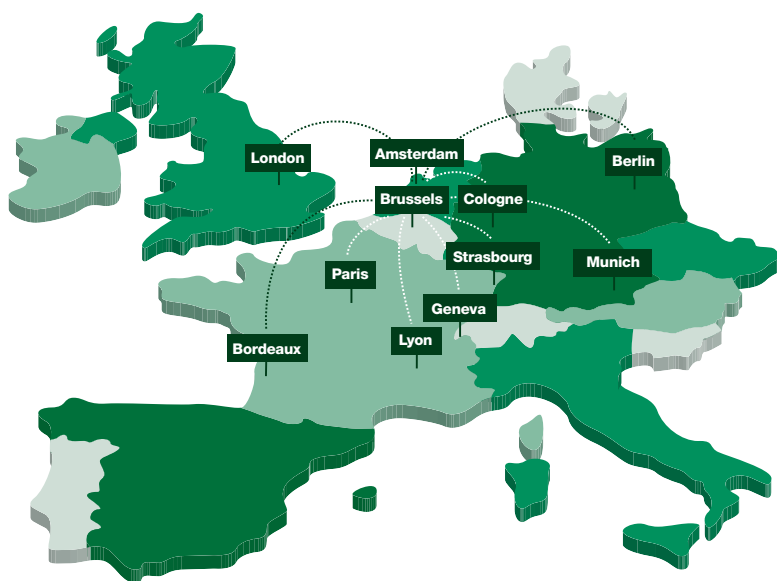 London
Amsterdam
Berlin
Brussels
Cologne
Strasbourg
Munich
Paris
Geneva
Bordeaux
Lyon